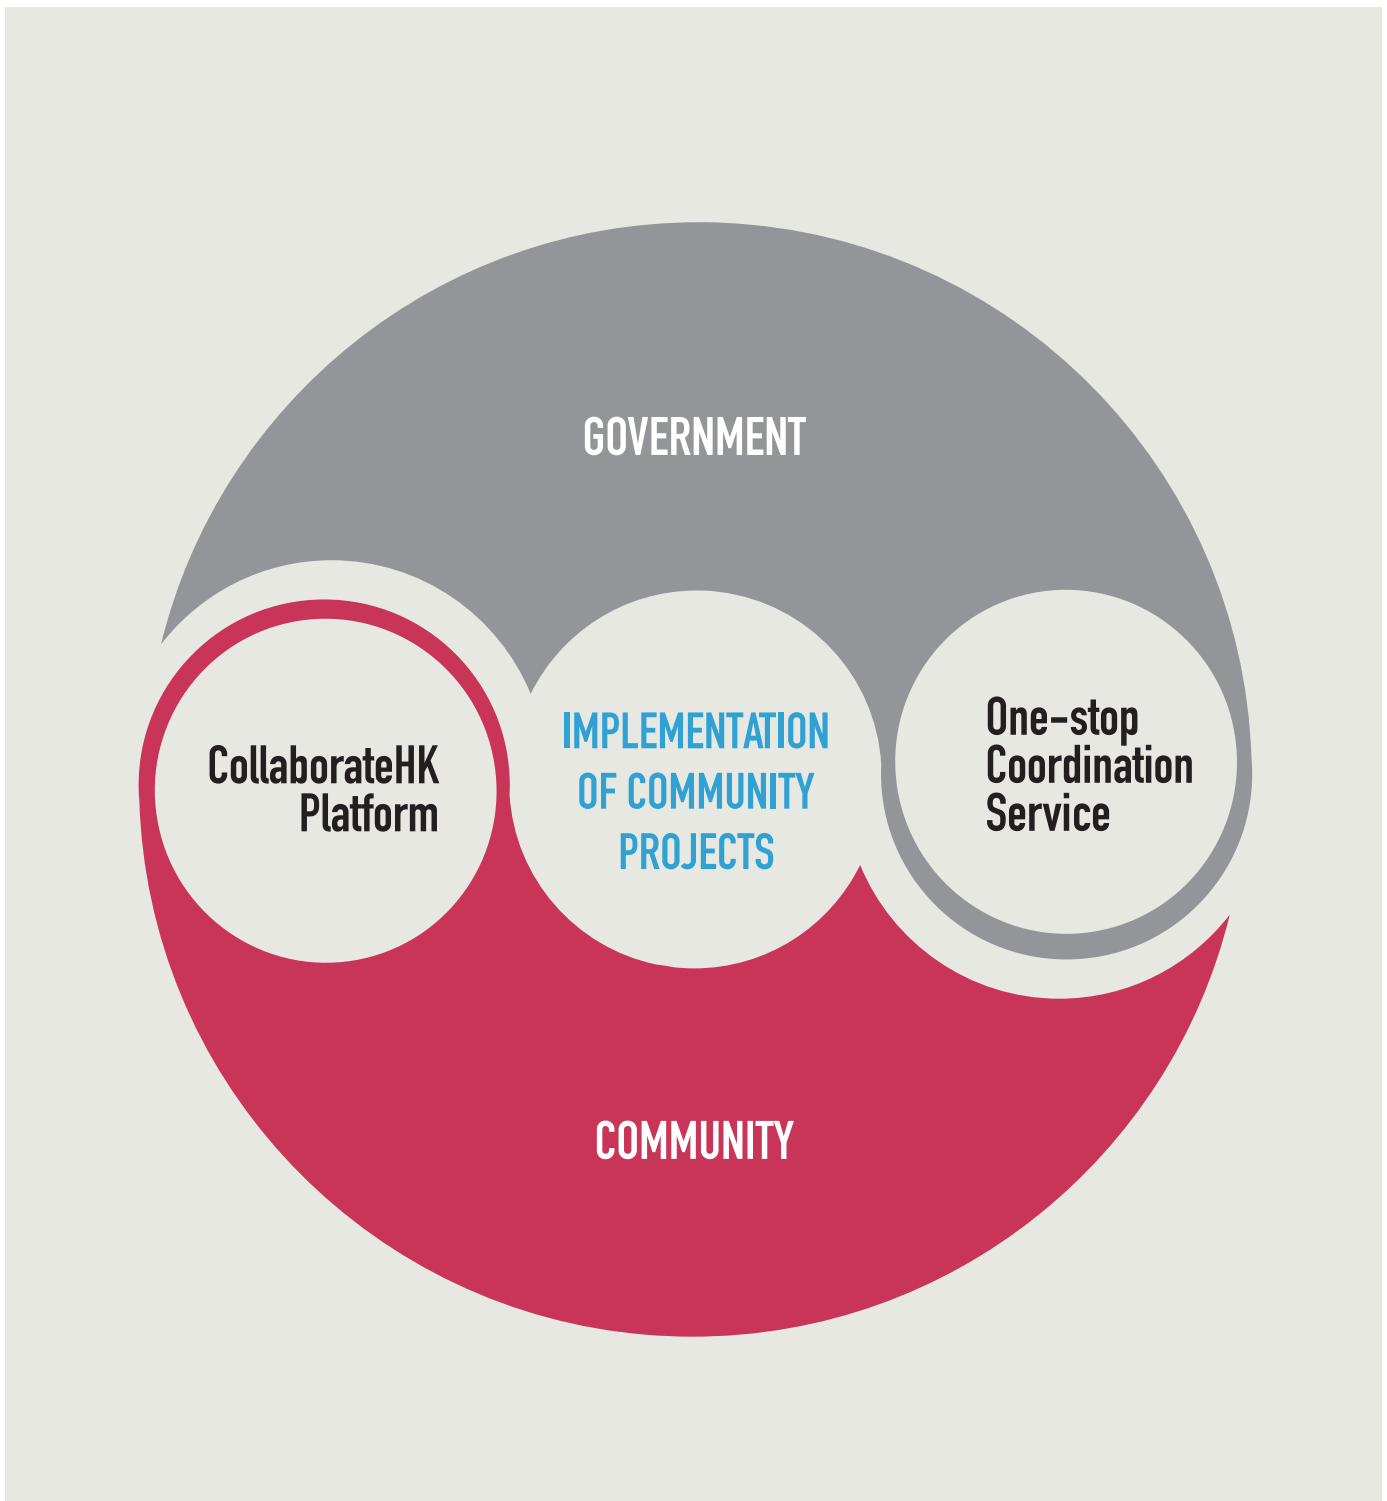 GOVERNMENT
CollaborateHK
Platform
IMPLEMENTATION
OF COMMUNITY
PROJECTS
One-stop
Coordination
Service
COMMUNITY